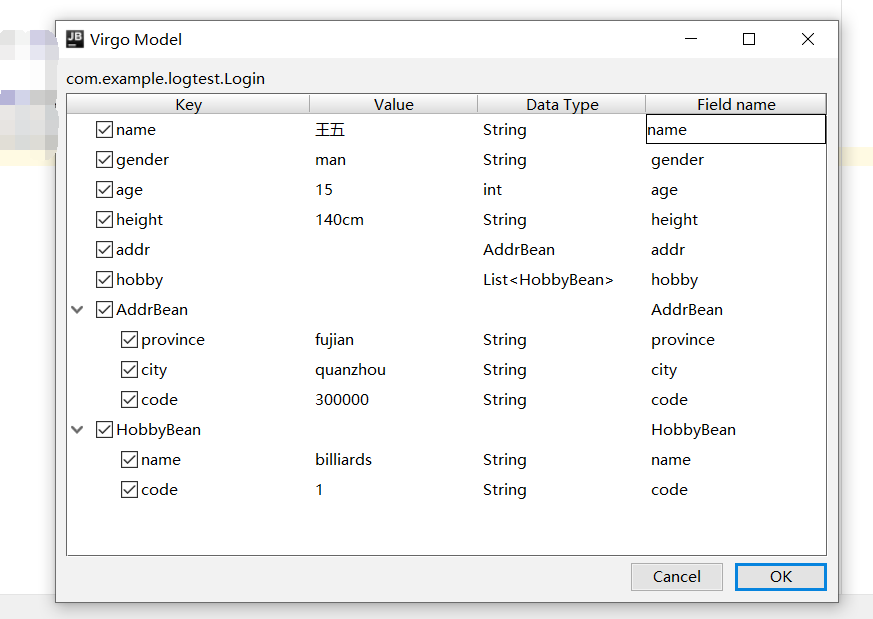 JB Virgo Model
com.example.logtest.Login
Key Value Data Type Field name
name 王五 String name
gender man String gender
age 15 int age
height 140cm String height
addr AddrBean addr
hobby List<HobbyBean> hobby
AddrBean AddrBean
province fujian String province
city quanzhou String city
code 300000 String code
HobbyBean HobbyBean
name billiards String name
code 1 String code
Cancel OK